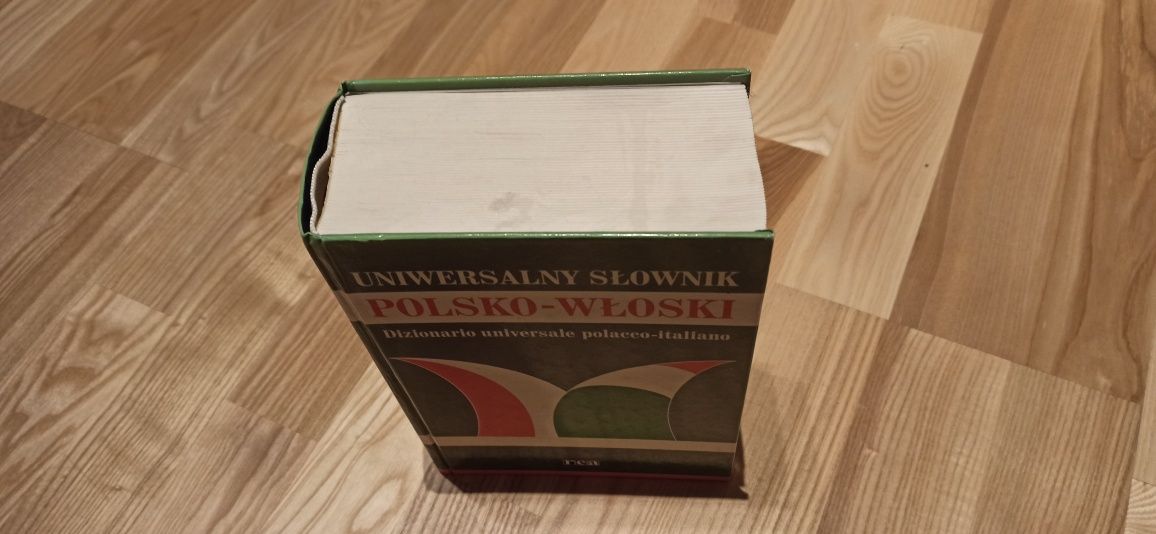 UNIWERSALNY SŁOWNIK
POLSKO-WŁOSKI
Dizionario universale polacco-italiano
rea